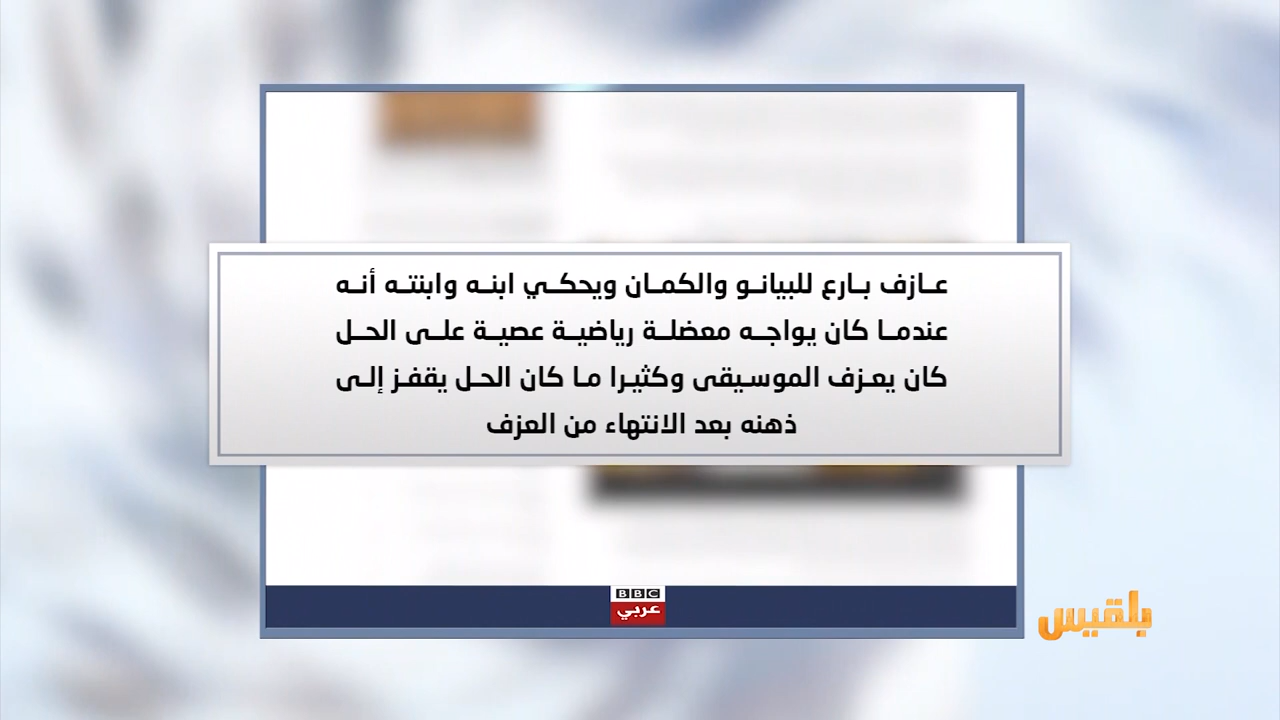 عازف بارع للبيانو والكمان ويحكي ابنه وابنته أنه
عندما كان يواجه معضلة رياضية عصية على الحل
كان يعزف الموسيقى وكثيرا ما كان الحل يقفز إلى
ذهنه بعد الانتهاء من العزف
BBC
عربي
بلقيس